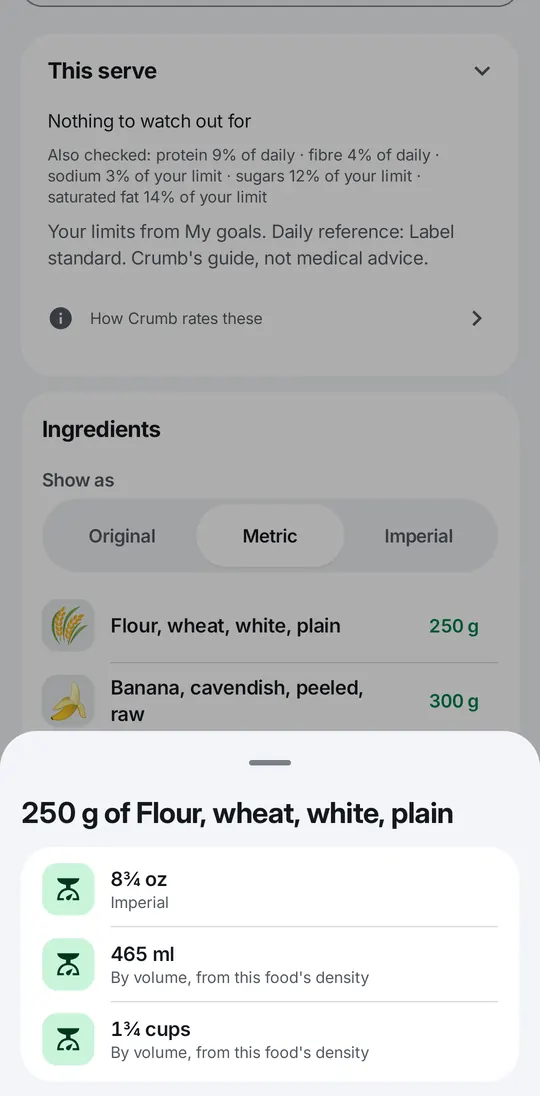 This serve
Nothing to watch out for
Also checked: protein 9% of daily · fibre 4% of daily ·
sodium 3% of your limit · sugars 12% of your limit ·
saturated fat 14% of your limit
Your limits from My goals. Daily reference: Label
standard. Crumb's guide, not medical advice.
How Crumb rates these
Ingredients
Show as
Original Metric Imperial
Flour, wheat, white, plain 250 g
Banana, cavendish, peeled,
raw 300 g
250 g of Flour, wheat, white, plain
8¾ oz
Imperial
465 ml
By volume, from this food's density
1¾ cups
By volume, from this food's density